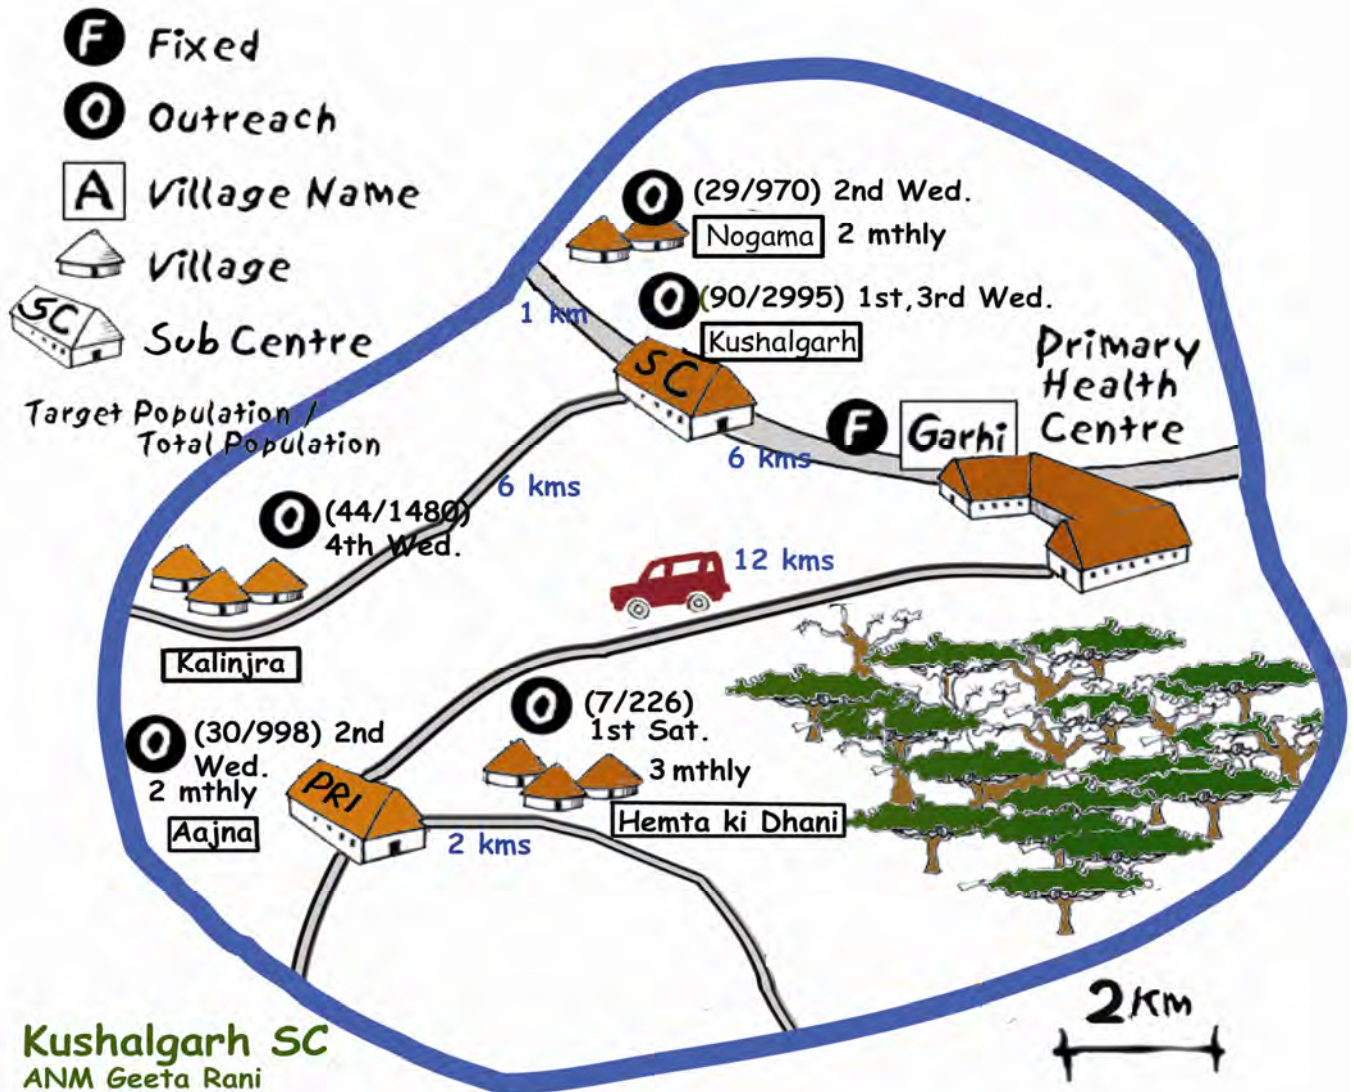 F Fixed
O Outreach
A Village Name
Village
SC Sub Centre
Target Population /
Total Population
O (29/970) 2nd Wed.
Nogama 2 mthly
O (90/2995) 1st,3rd Wed.
Kushalgarh
1 km
SC
Primary
Health
Centre
F Garhi
6 kms
6 kms
O (44/1480)
4th Wed.
Kalinjra
12 kms
O (7/226)
1st Sat.
3 mthly
Hemta ki Dhani
O (30/998) 2nd
Wed.
2 mthly
Aajna
PRI
2 kms
2 Km
Kushalgarh SC
ANM Geeta Rani